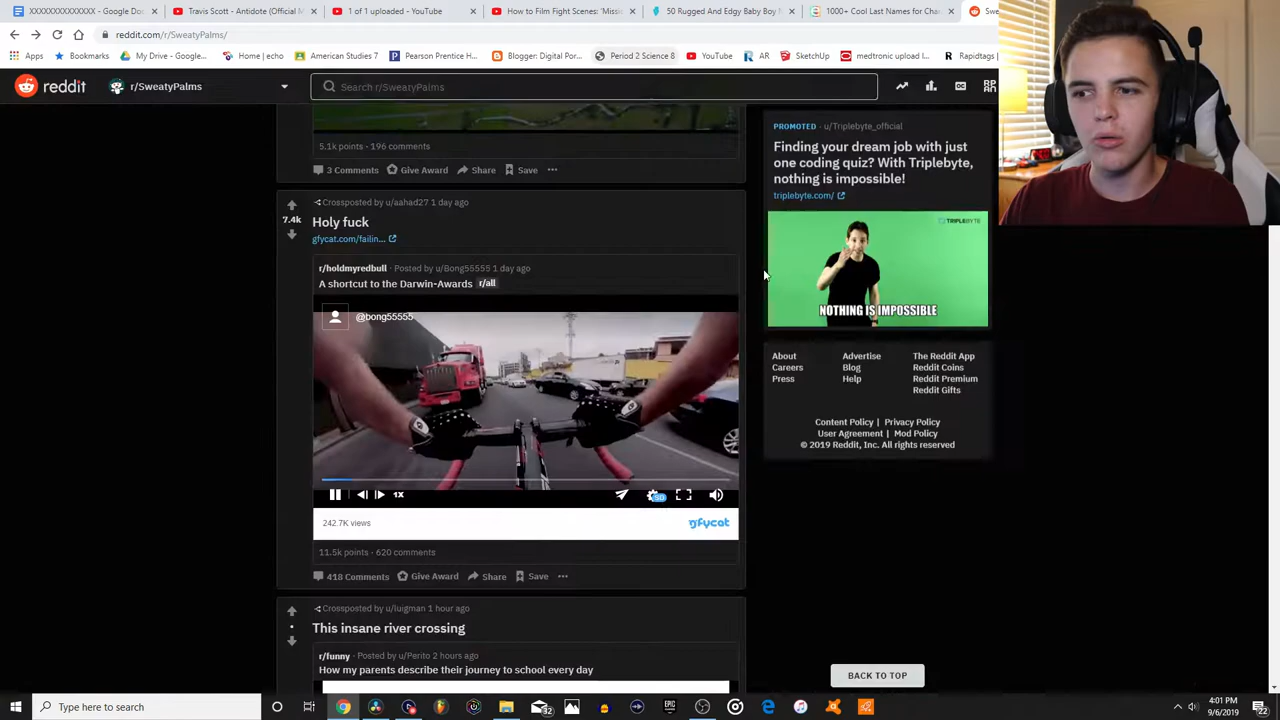 XXXXXXXXXXXXX - Google Doc
Travis Scott - Antidote (Official M
1 of 1 uploaded - YouTube
How to Film Fight Scenes: 'Missi
50 Rugged And Edgy Baby Boy N
1000+ Cool Last Names for Char
reddit.com/r/SweatyPalms/
Apps
Bookmarks
My Drive - Google...
Home | echo
American Studies 7
Pearson Prentice H...
Blogger: Digital Por...
Period 2 Science 8
YouTube
AR
SketchUp
medtronic upload l...
Rapidtags
reddit
r/SweatyPalms
Search r/SweatyPalms
5.1k points - 196 comments
3 Comments
Give Award
Share
Save
Crossposted by u/aahad27 1 day ago
7.4k
Holy fuck
gfycat.com/failin...
r/holdmyredbull · Posted by u/Bong55555 1 day ago
A shortcut to the Darwin-Awards r/all
@bong55555
1X
SD
242.7K views
gfycat
11.5k points - 620 comments
418 Comments
Give Award
Share
Save
Crossposted by u/luigman 1 hour ago
This insane river crossing
r/funny · Posted by u/Perito 2 hours ago
How my parents describe their journey to school every day
PROMOTED · u/Triplebyte_official
Finding your dream job with just
one coding quiz? With Triplebyte,
nothing is impossible!
triplebyte.com/
TRIPLEBYTE
NOTHING IS IMPOSSIBLE
About
Advertise
The Reddit App
Careers
Blog
Reddit Coins
Press
Help
Reddit Premium
Reddit Gifts
Content Policy | Privacy Policy
User Agreement | Mod Policy
© 2019 Reddit, Inc. All rights reserved
BACK TO TOP
Type here to search
32
EPIC
4:01 PM
9/6/2019
22